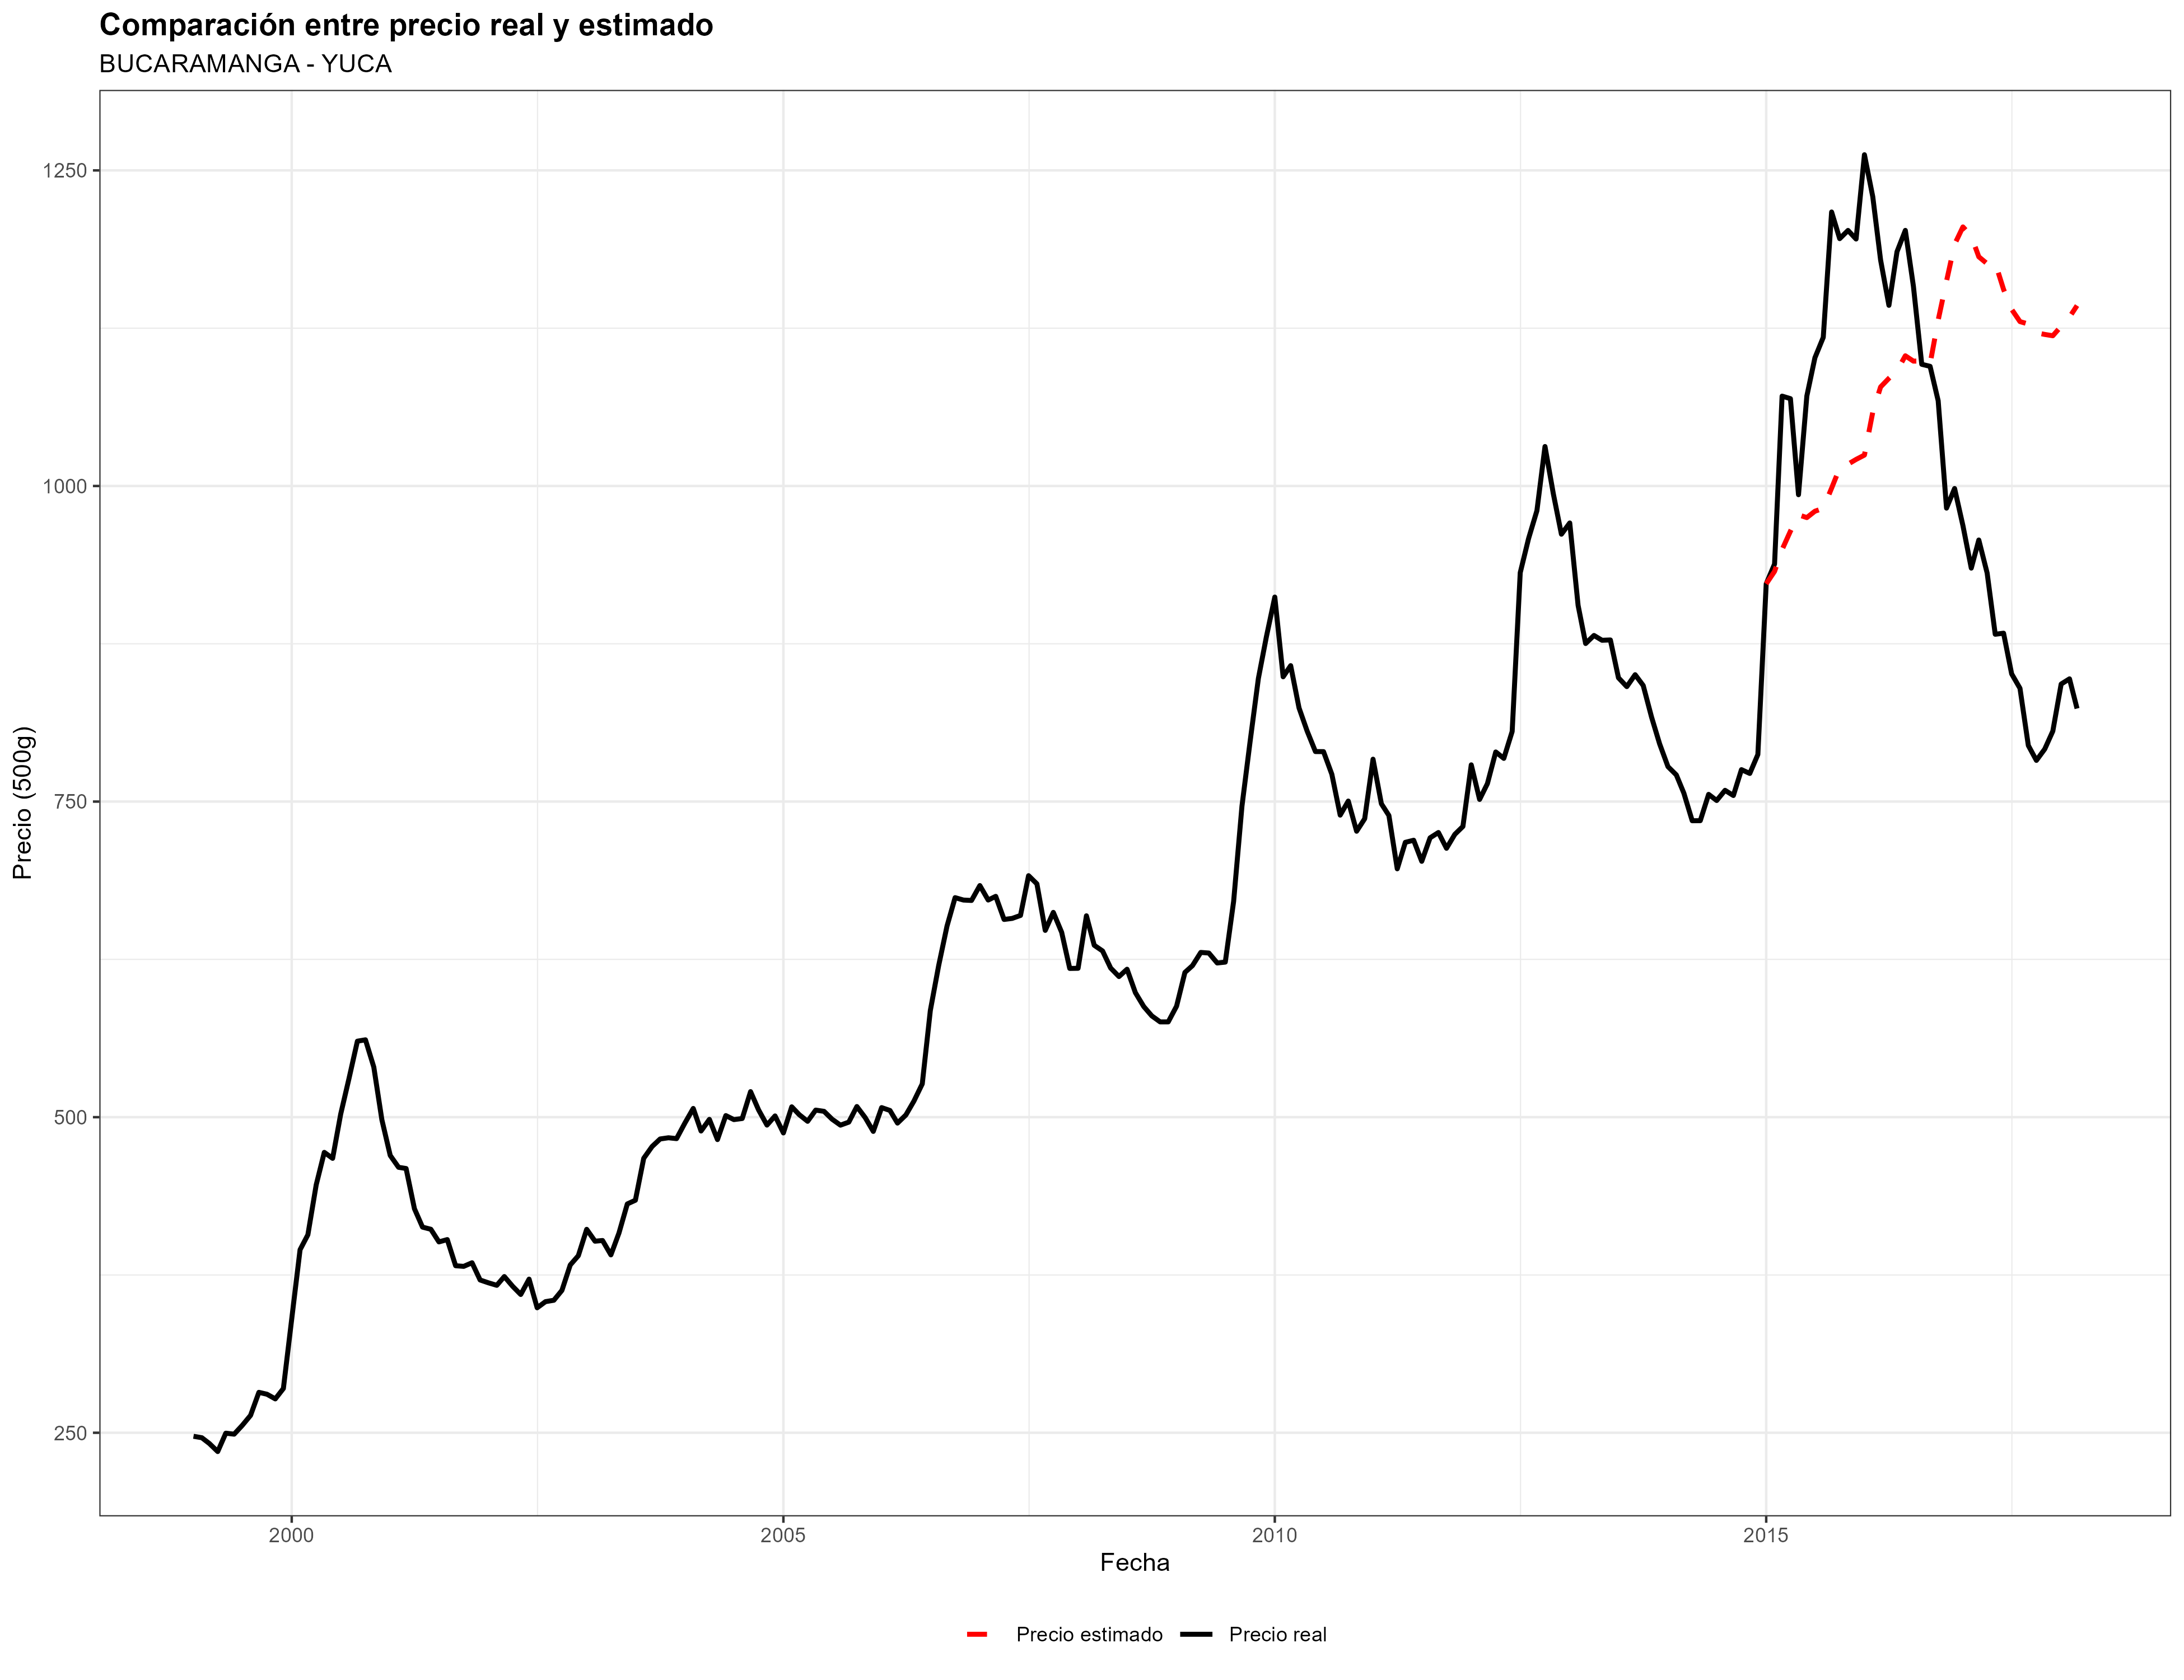 Comparación entre precio real y estimado
BUCARAMANGA - YUCA
Precio (500g)
1250
1000
750
500
250
2000 2005 2010 2015
Fecha
Precio estimado Precio real